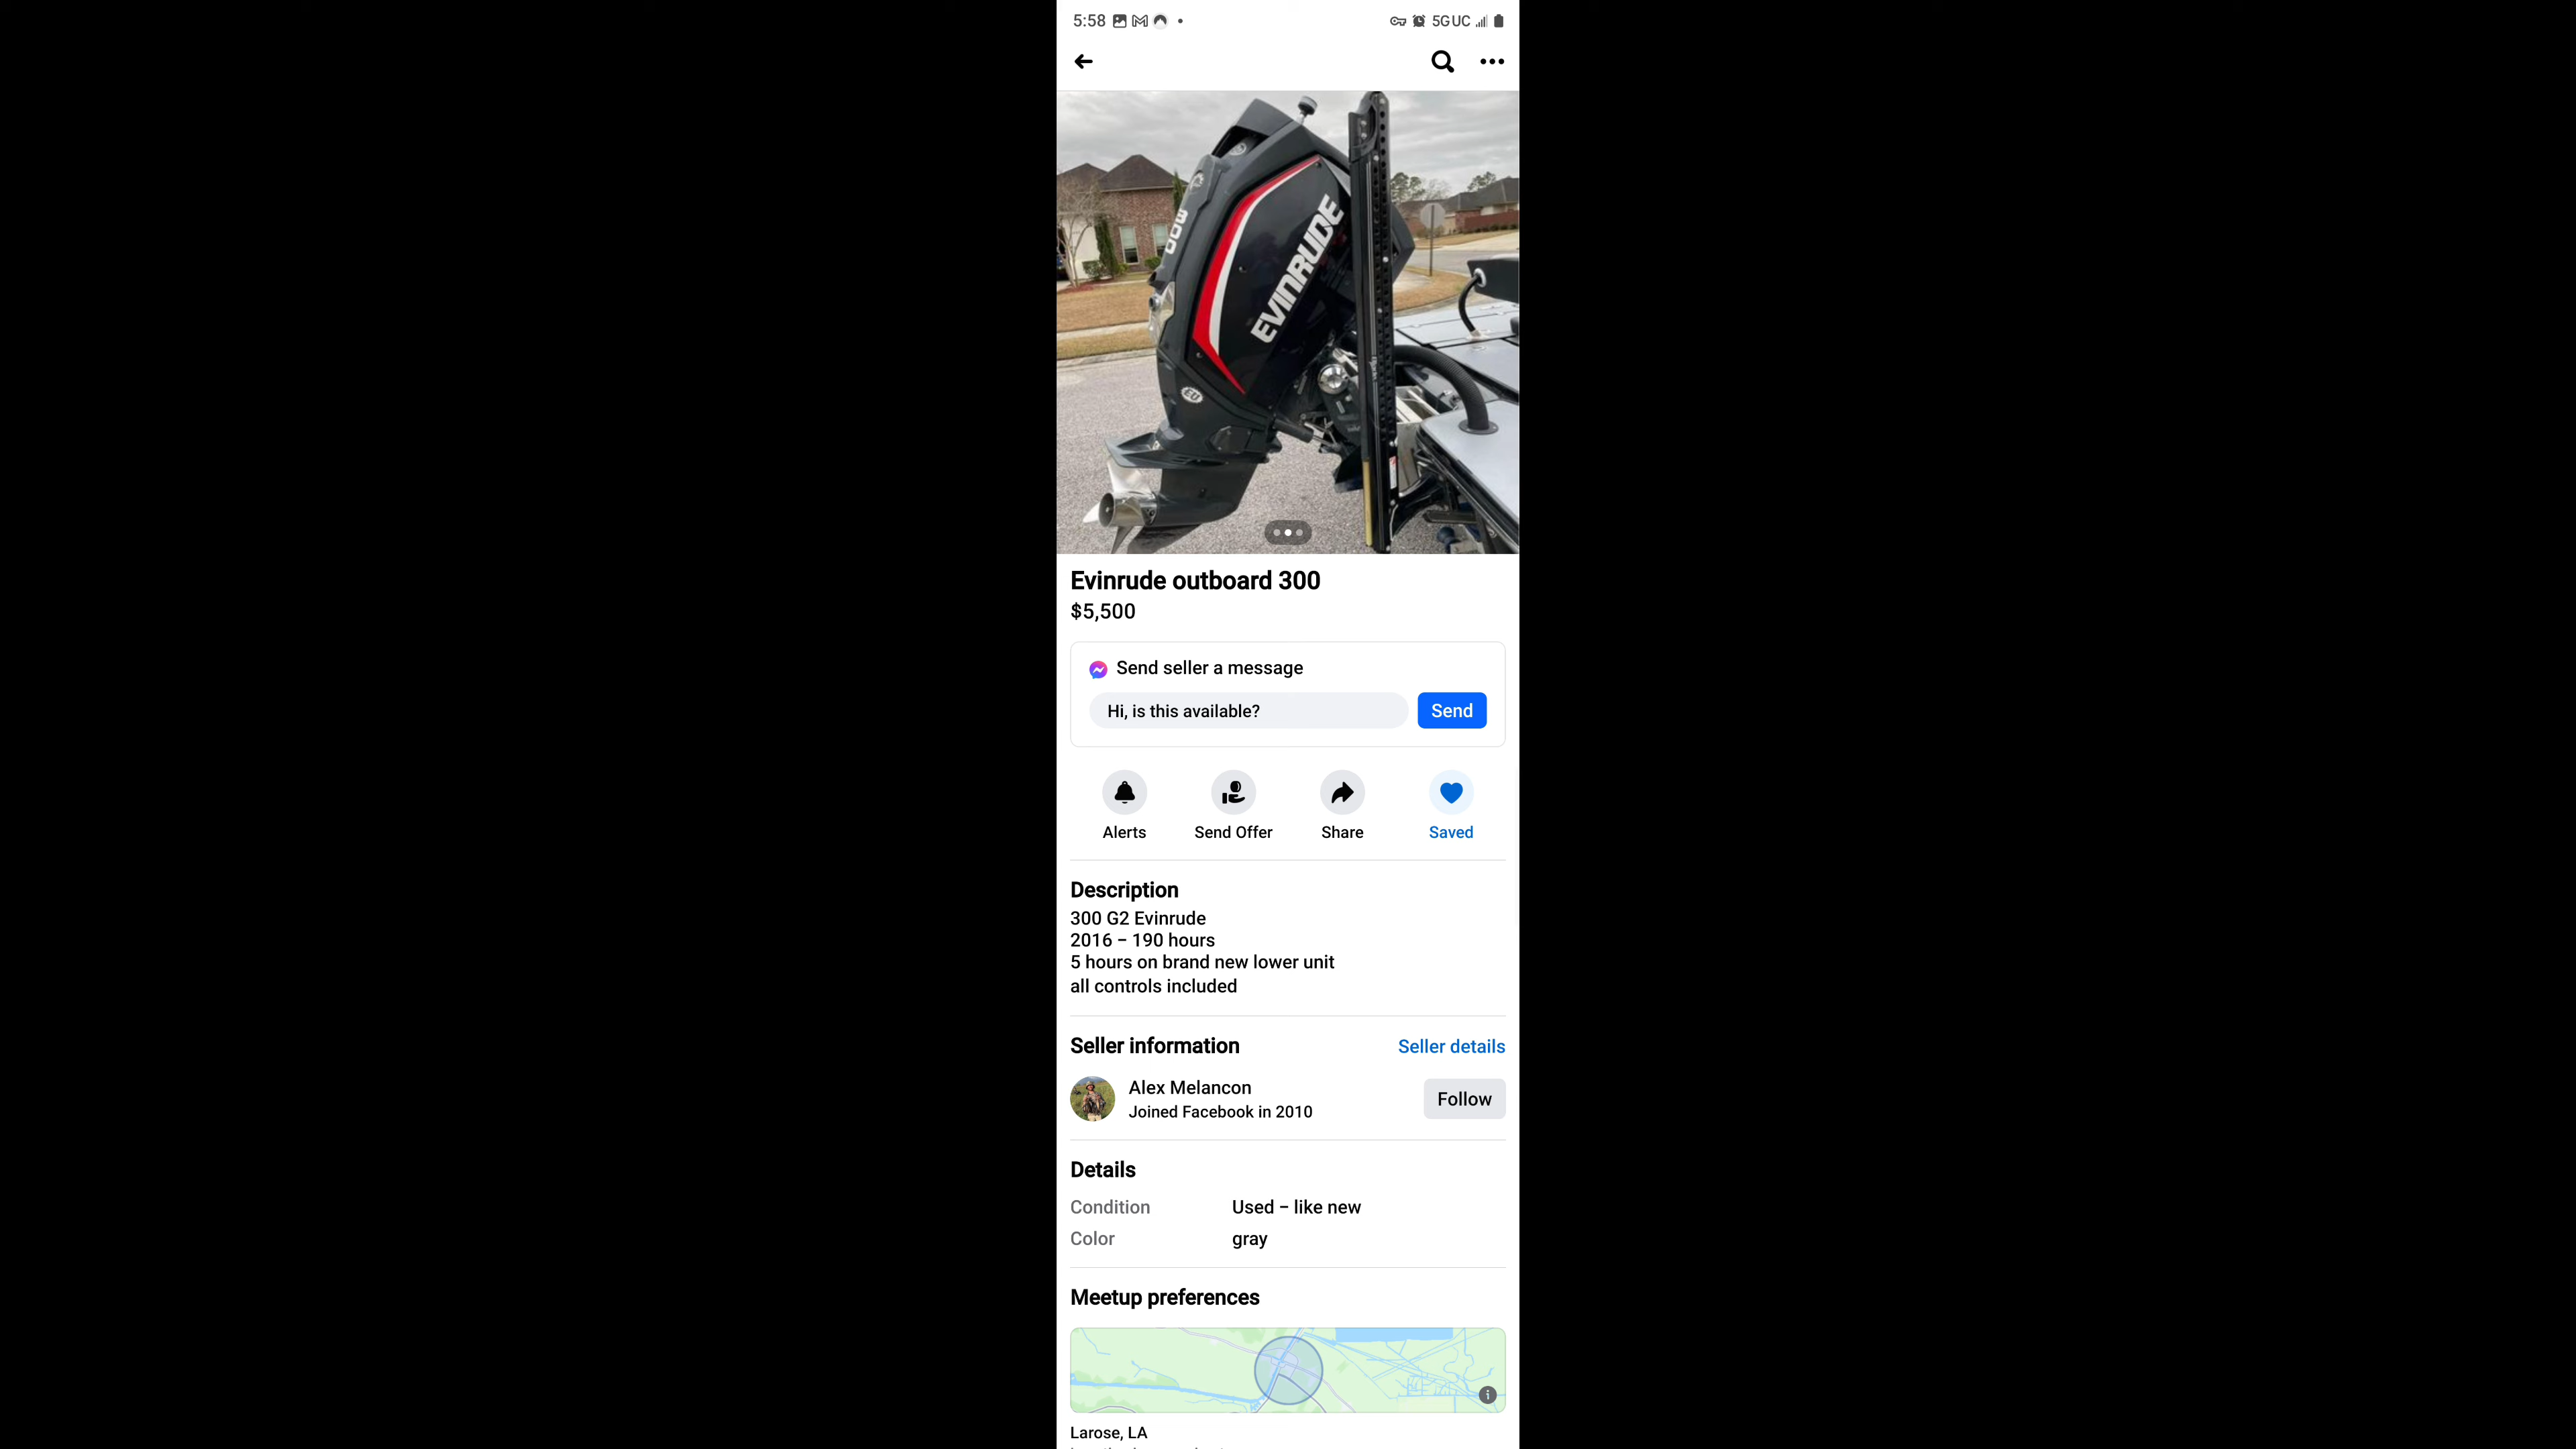 5:58
5G UC
300
EVINRUDE
EU
Evinrude outboard 300
$5,500
Send seller a message
Hi, is this available?
Send
Alerts
Send Offer
Share
Saved
Description
300 G2 Evinrude
2016 – 190 hours
5 hours on brand new lower unit
all controls included
Seller information
Seller details
Alex Melancon
Joined Facebook in 2010
Follow
Details
Condition
Used – like new
Color
gray
Meetup preferences
Larose, LA